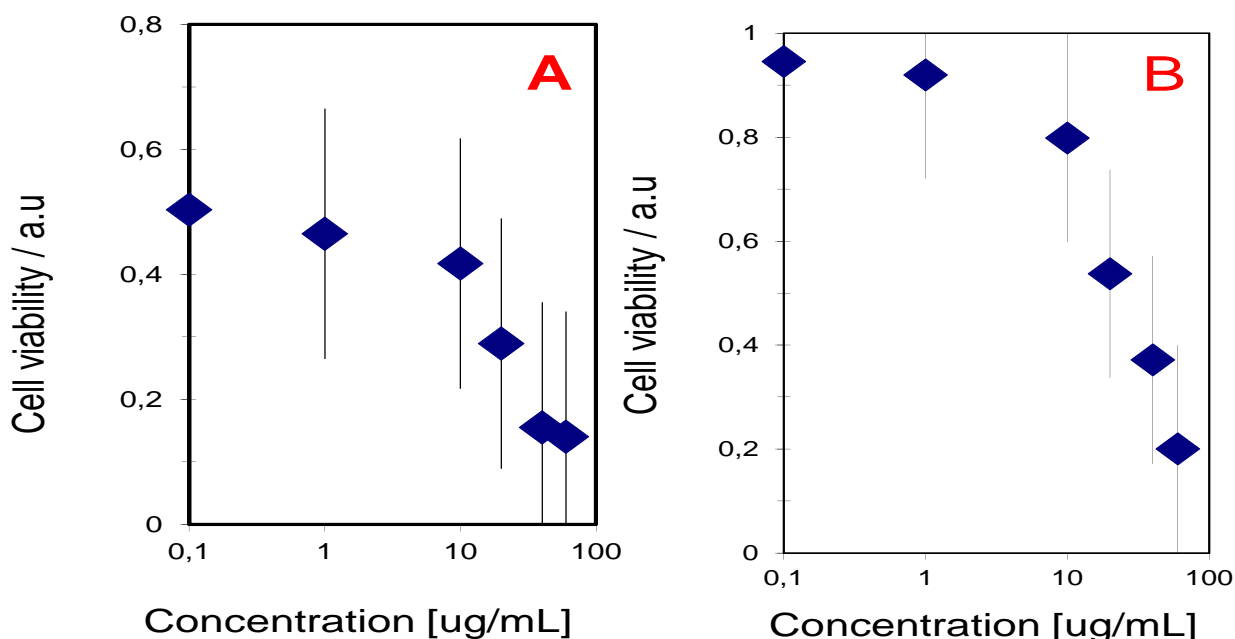 A
Cell viability / a.u
0,8
0,6
0,4
0,2
0
0,1 1 10 100
Concentration [ug/mL]
B
Cell viability / a.u
1
0,8
0,6
0,4
0,2
0
0,1 1 10 100
Concentration [ug/mL]